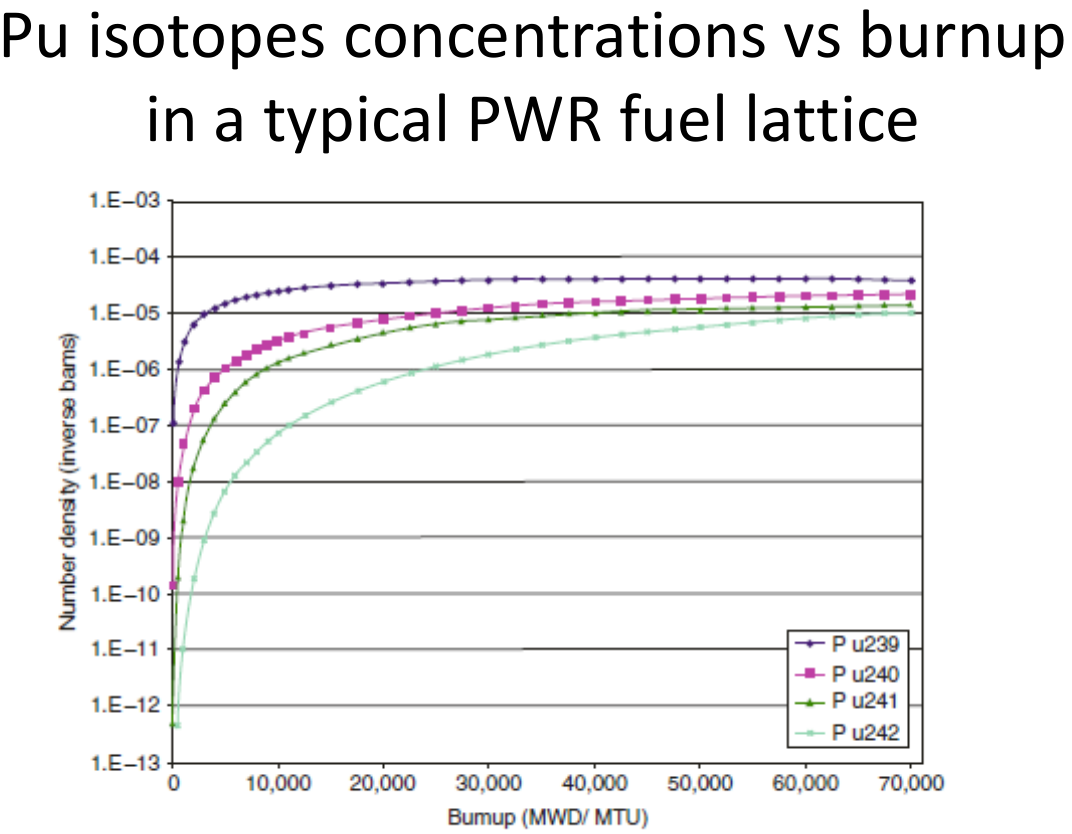 Pu isotopes concentrations vs burnup
in a typical PWR fuel lattice
1.E−03
1.E−04
1.E−05
1.E−06
1.E−07
1.E−08
1.E−09
1.E−10
1.E−11
1.E−12
1.E−13
Number density (inverse barns)
P u239
P u240
P u241
P u242
0 10,000 20,000 30,000 40,000 50,000 60,000 70,000
Burnup (MWD/ MTU)